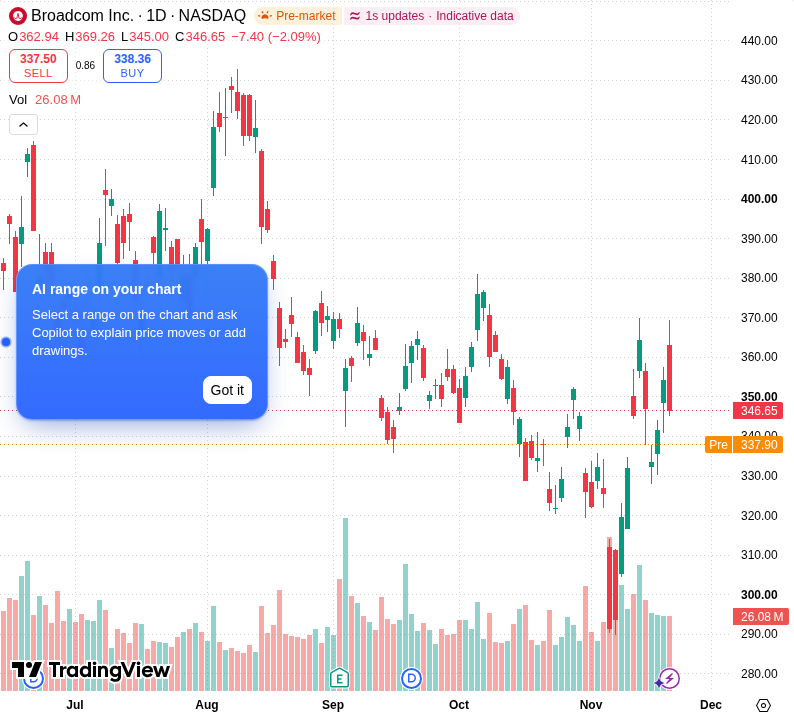 Broadcom Inc. · 1D · NASDAQ Pre-market 1s updates · Indicative data
O362.94 H369.26 L345.00 C346.65 −7.40 (−2.09%)
337.50
SELL
0.86
338.36
BUY
Vol 26.08 M
440.00
430.00
420.00
410.00
400.00
390.00
380.00
370.00
360.00
350.00
346.65
340.00
Pre 337.90
330.00
320.00
310.00
300.00
26.08 M
290.00
280.00
AI range on your chart
Select a range on the chart and ask
Copilot to explain price moves or add
drawings.
Got it
TradingView
D
E
D
Jul Aug Sep Oct Nov Dec